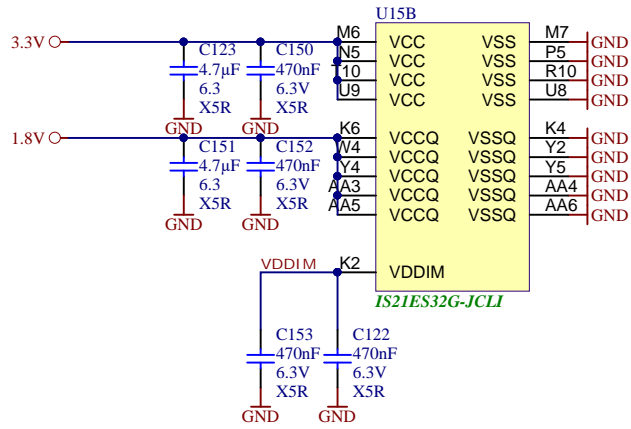 U15B
3.3V
C123
4.7µF
6.3
X5R
GND
C150
470nF
6.3V
X5R
GND
M6
N5
T10
U9
VCC
VCC
VCC
VCC
VSS
VSS
VSS
VSS
M7
P5
R10
U8
GND
GND
GND
GND
1.8V
C151
4.7µF
6.3
X5R
GND
C152
470nF
6.3V
X5R
GND
K6
W4
Y4
AA3
AA5
VCCQ
VCCQ
VCCQ
VCCQ
VCCQ
VSSQ
VSSQ
VSSQ
VSSQ
VSSQ
K4
Y2
Y5
AA4
AA6
GND
GND
GND
GND
GND
VDDIM
K2
VDDIM
IS21ES32G-JCLI
C153
470nF
6.3V
X5R
GND
C122
470nF
6.3V
X5R
GND